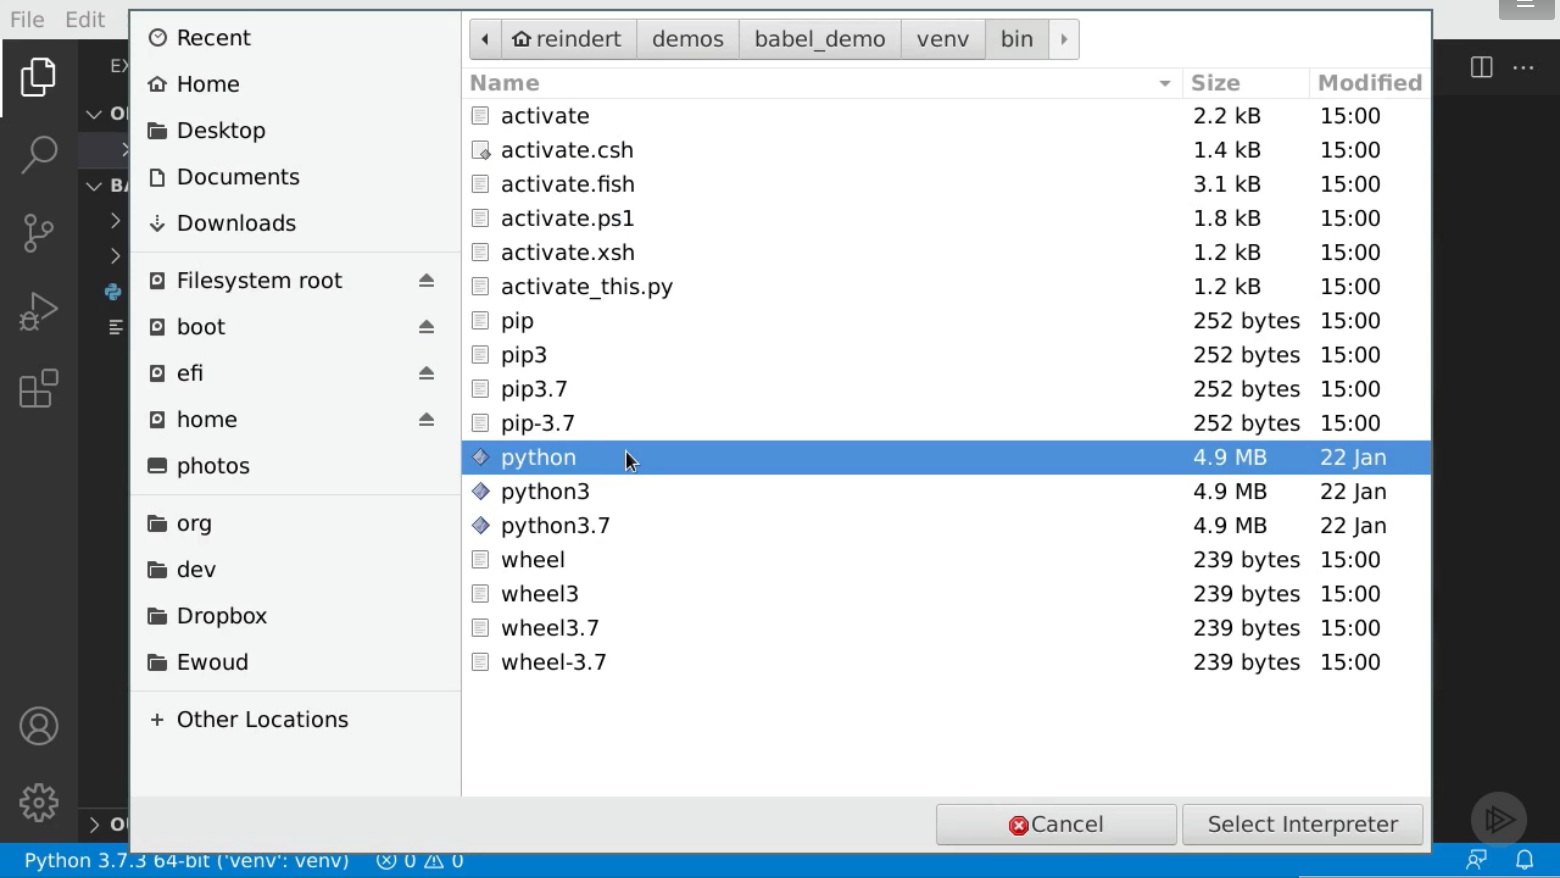 File Edit
EX
Recent
Home
Desktop
Documents
Downloads
Filesystem root
boot
efi
home
photos
org
dev
Dropbox
Ewoud
Other Locations
reindert demos babel_demo venv bin
Name Size Modified
activate 2.2 kB 15:00
activate.csh 1.4 kB 15:00
activate.fish 3.1 kB 15:00
activate.ps1 1.8 kB 15:00
activate.xsh 1.2 kB 15:00
activate_this.py 1.2 kB 15:00
pip 252 bytes 15:00
pip3 252 bytes 15:00
pip3.7 252 bytes 15:00
pip-3.7 252 bytes 15:00
python 4.9 MB 22 Jan
python3 4.9 MB 22 Jan
python3.7 4.9 MB 22 Jan
wheel 239 bytes 15:00
wheel3 239 bytes 15:00
wheel3.7 239 bytes 15:00
wheel-3.7 239 bytes 15:00
Cancel Select Interpreter
Python 3.7.3 64-bit ('venv': venv) 0 0